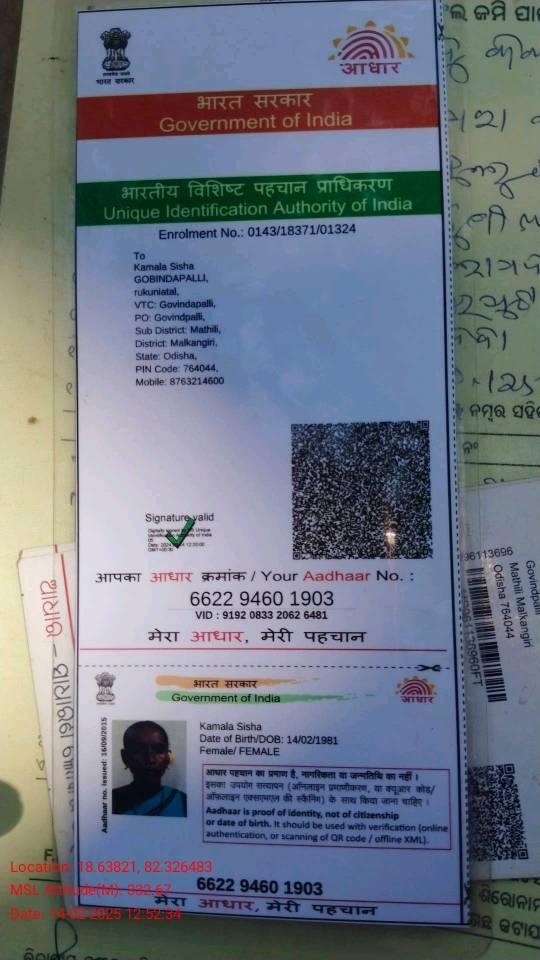 भारत सरकार
आधार
भारत सरकार
Government of India
भारतीय विशिष्ट पहचान प्राधिकरण
Unique Identification Authority of India
Enrolment No.: 0143/18371/01324
To
Kamala Sisha
GOBINDAPALLI,
rukuniatal,
VTC: Govindapalli,
PO: Govindpalli,
Sub District: Mathili,
District: Malkangiri,
State: Odisha,
PIN Code: 764044,
Mobile: 8763214600
Signature valid
आपका आधार क्रमांक / Your Aadhaar No. :
6622 9460 1903
VID : 9192 0833 2062 6481
मेरा आधार, मेरी पहचान
भारत सरकार
Government of India
आधार
Aadhaar no. issued: 16/09/2015
Kamala Sisha
Date of Birth/DOB: 14/02/1981
Female/ FEMALE
आधार पहचान का प्रमाण है, नागरिकता या जन्मतिथि का नहीं ।
इसका उपयोग सत्यापन (ऑनलाइन प्रमाणीकरण, या क्यूआर कोड/
ऑफ़लाइन एक्सएमएल की स्कैनिंग) के साथ किया जाना चाहिए ।
Aadhaar is proof of identity, not of citizenship
or date of birth. It should be used with verification (online
authentication, or scanning of QR code / offline XML).
6622 9460 1903
मेरा आधार, मेरी पहचान
96113696
Govindpalli
Mathili Malkangiri
Odisha 764044
ନମ୍ବର ସହିତ
Location: 18.63821, 82.326483
MSL Altitude(M): 332.67
Date: 14-02-2025 12:52:34